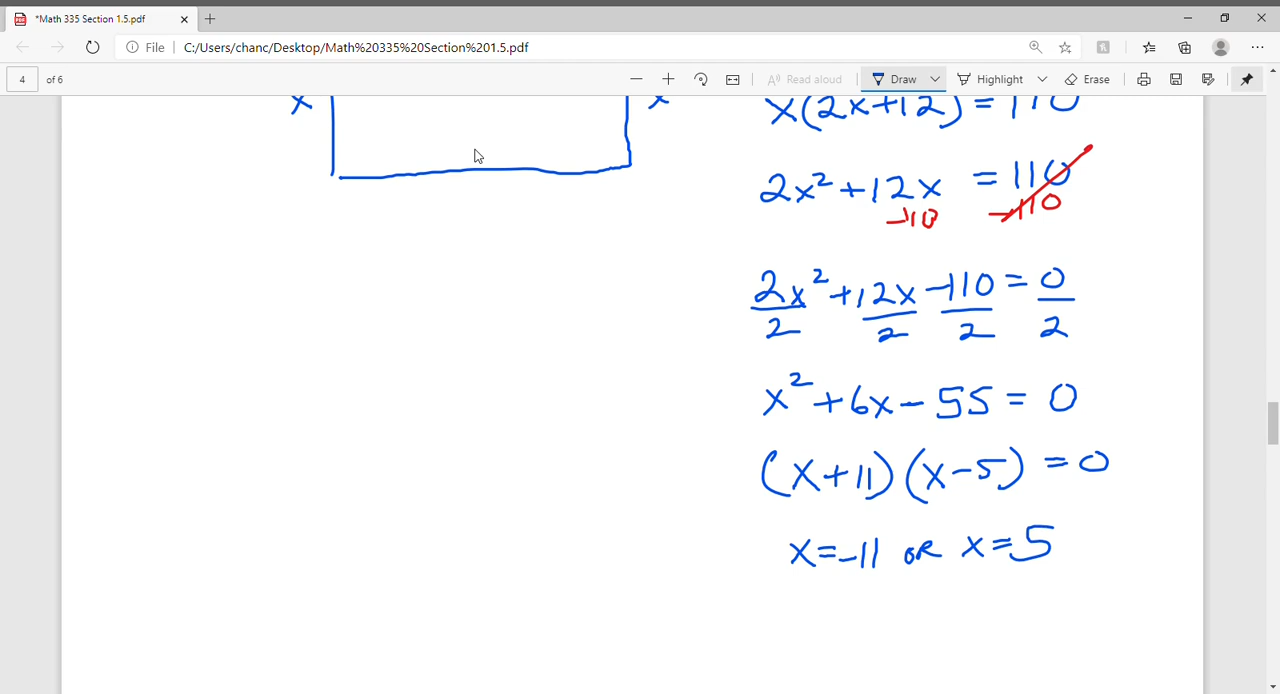 *Math 335 Section 1.5.pdf
File C:/Users/chanc/Desktop/Math%20335%20Section%201.5.pdf
4 of 6 Read aloud Draw Highlight Erase
x x x(2x+12) = 110
2x² + 12x = 110
-110 -110
2x² + 12x - 110 = 0
2 2 2 2
x² + 6x - 55 = 0
(x+11)(x-5) = 0
x = -11 OR x = 5